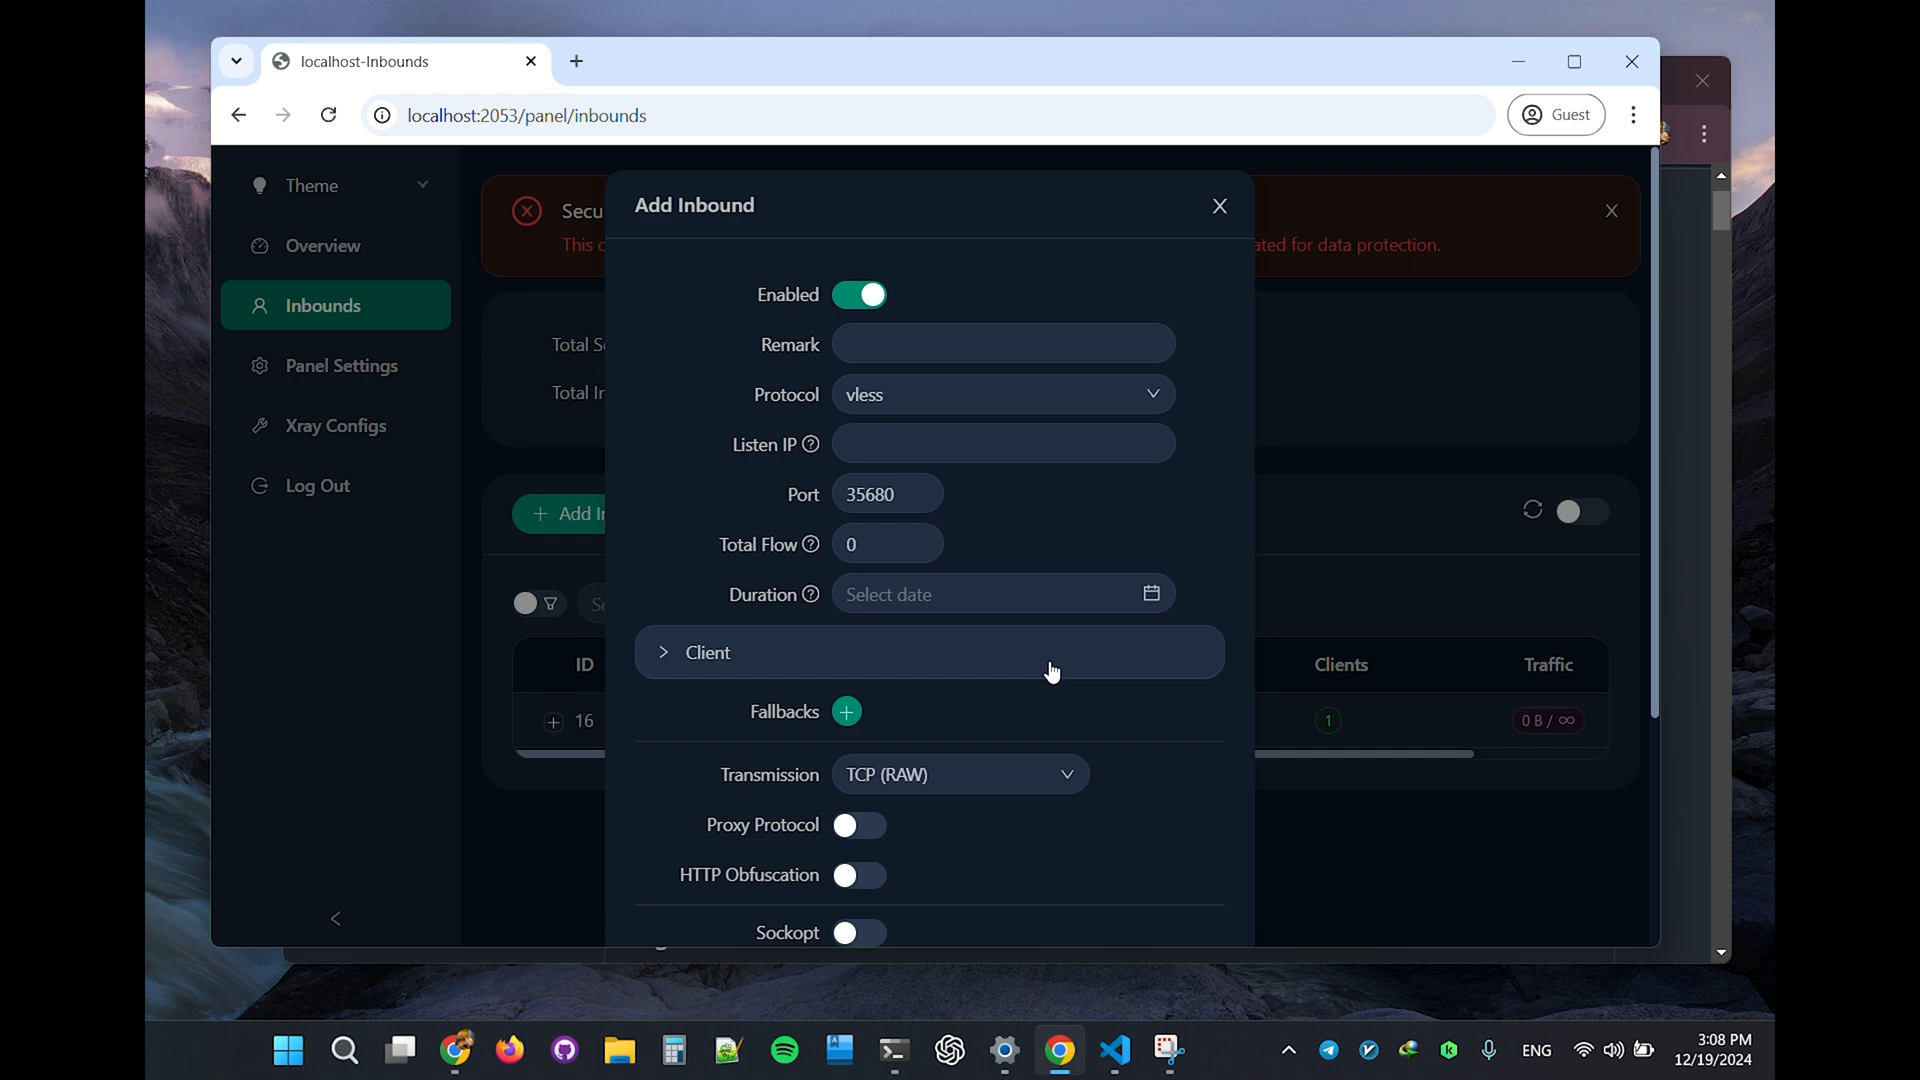 localhost-Inbounds
localhost:2053/panel/inbounds
Guest
Theme
Overview
Inbounds
Panel Settings
Xray Configs
Log Out
Secu
This c
ated for data protection.
Total Se
Total In
Add In
ID
Clients
Traffic
16
1
0 B / ∞
Add Inbound
Enabled
Remark
Protocol vless
Listen IP
Port 35680
Total Flow 0
Duration Select date
Client
Fallbacks
Transmission TCP (RAW)
Proxy Protocol
HTTP Obfuscation
Sockopt
ENG
3:08 PM
12/19/2024